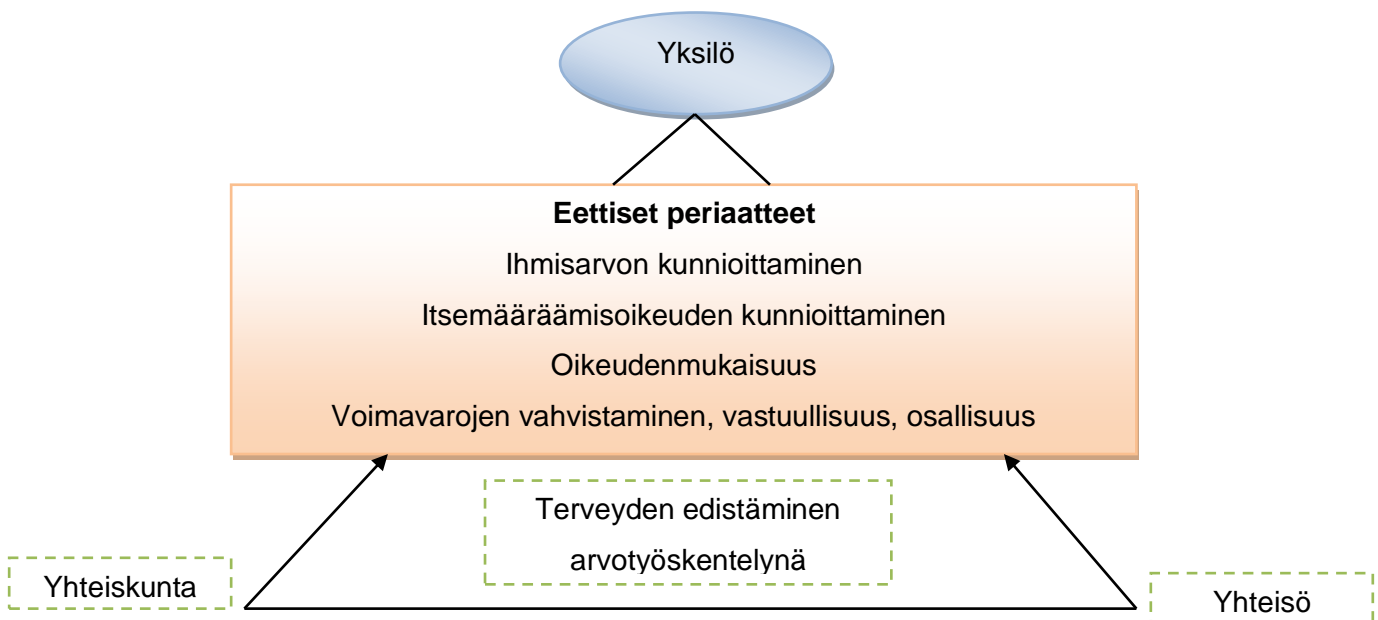 Yksilö
Eettiset periaatteet
Ihmisarvon kunnioittaminen
Itsemääräämisoikeuden kunnioittaminen
Oikeudenmukaisuus
Voimavarojen vahvistaminen, vastuullisuus, osallisuus
Terveyden edistäminen
arvotyöskentelynä
Yhteiskunta
Yhteisö